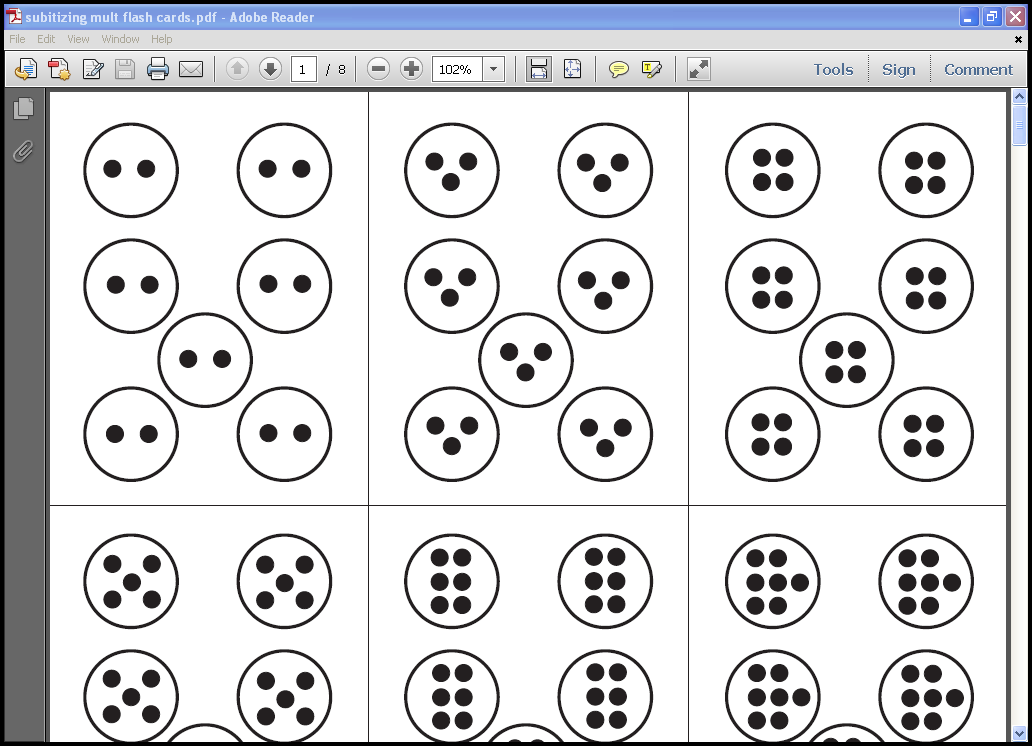 subitizing mult flash cards.pdf - Adobe Reader
File Edit View Window Help
1 / 8 102% Tools Sign Comment